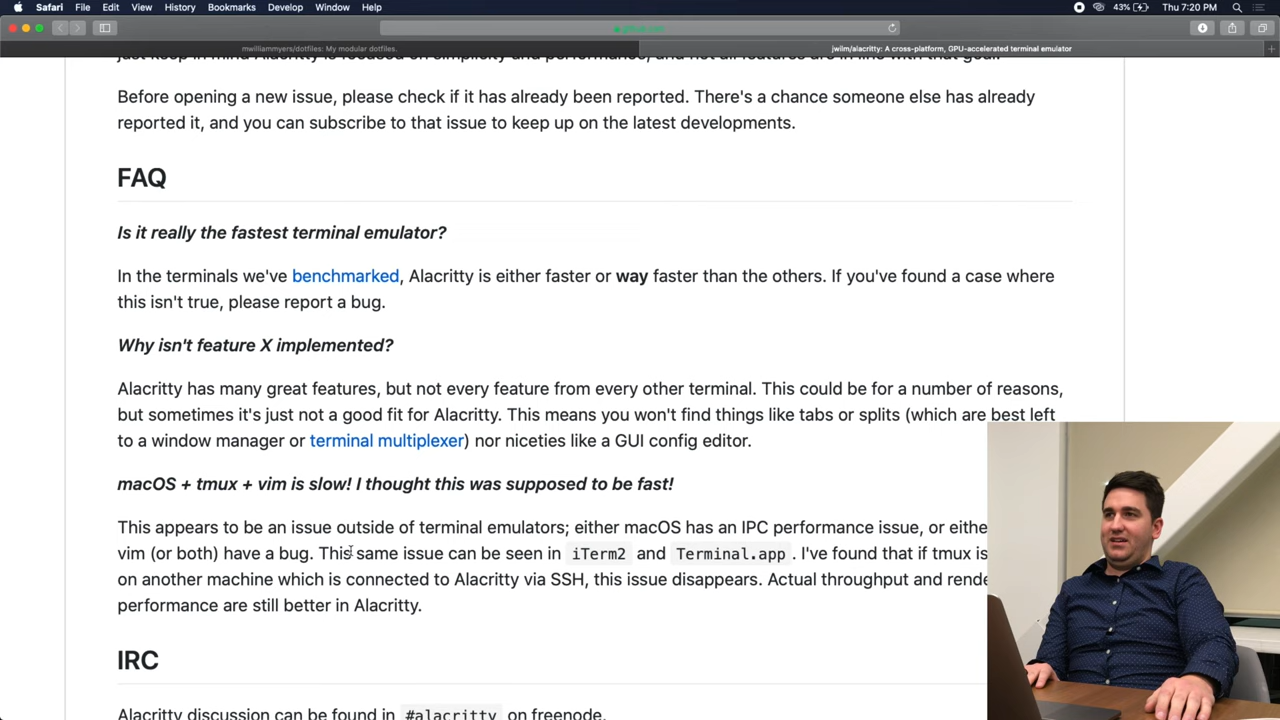 Safari File Edit View History Bookmarks Develop Window Help 43% Thu 7:20 PM
mwilliammyers/dotfiles: My modular dotfiles. jwilm/alacritty: A cross-platform, GPU-accelerated terminal emulator
Before opening a new issue, please check if it has already been reported. There's a chance someone else has already
reported it, and you can subscribe to that issue to keep up on the latest developments.
FAQ
Is it really the fastest terminal emulator?
In the terminals we've benchmarked, Alacritty is either faster or way faster than the others. If you've found a case where
this isn't true, please report a bug.
Why isn't feature X implemented?
Alacritty has many great features, but not every feature from every other terminal. This could be for a number of reasons,
but sometimes it's just not a good fit for Alacritty. This means you won't find things like tabs or splits (which are best left
to a window manager or terminal multiplexer) nor niceties like a GUI config editor.
macOS + tmux + vim is slow! I thought this was supposed to be fast!
This appears to be an issue outside of terminal emulators; either macOS has an IPC performance issue, or eithe
vim (or both) have a bug. This same issue can be seen in iTerm2 and Terminal.app. I've found that if tmux is
on another machine which is connected to Alacritty via SSH, this issue disappears. Actual throughput and rende
performance are still better in Alacritty.
IRC
Alacritty discussion can be found in #alacritty on freenode.